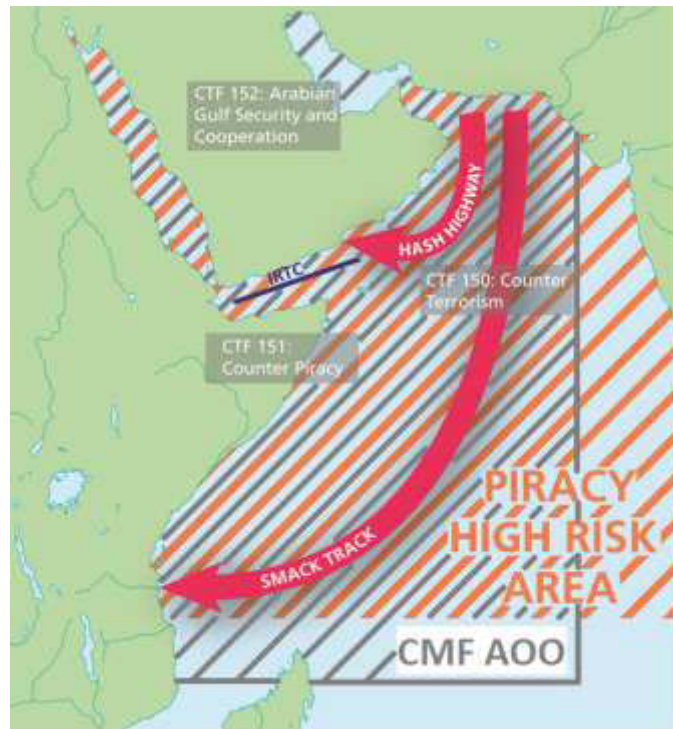 CTF 152: Arabian
Gulf Security and
Cooperation
HASH HIGHWAY
IRTC
CTF 150: Counter
Terrorism
CTF 151:
Counter Piracy
PIRACY
HIGH RISK
AREA
SMACK TRACK
CMF AOO